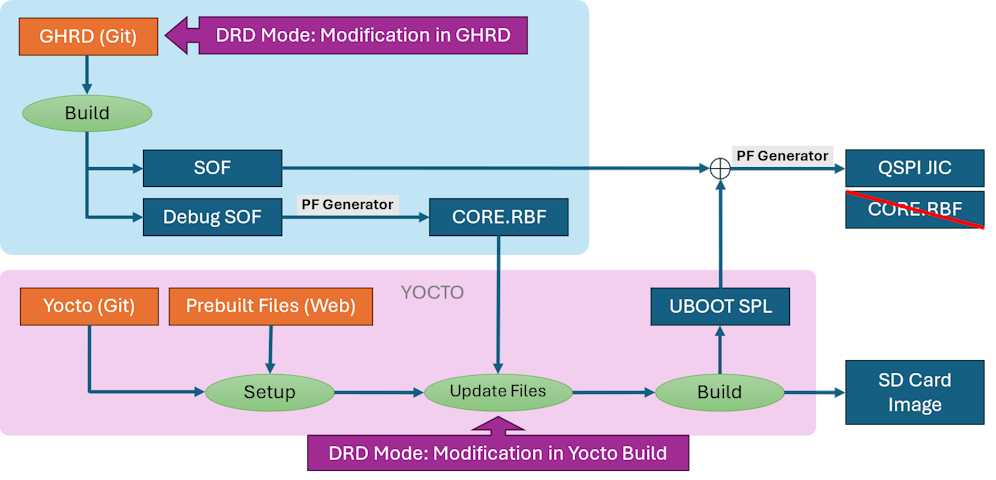 GHRD (Git)
DRD Mode: Modification in GHRD
Build
SOF
PF Generator
QSPI JIC
Debug SOF
PF Generator
CORE.RBF
CORE.RBF
YOCTO
Yocto (Git)
Prebuilt Files (Web)
UBOOT SPL
Setup
Update Files
Build
SD Card
Image
DRD Mode: Modification in Yocto Build